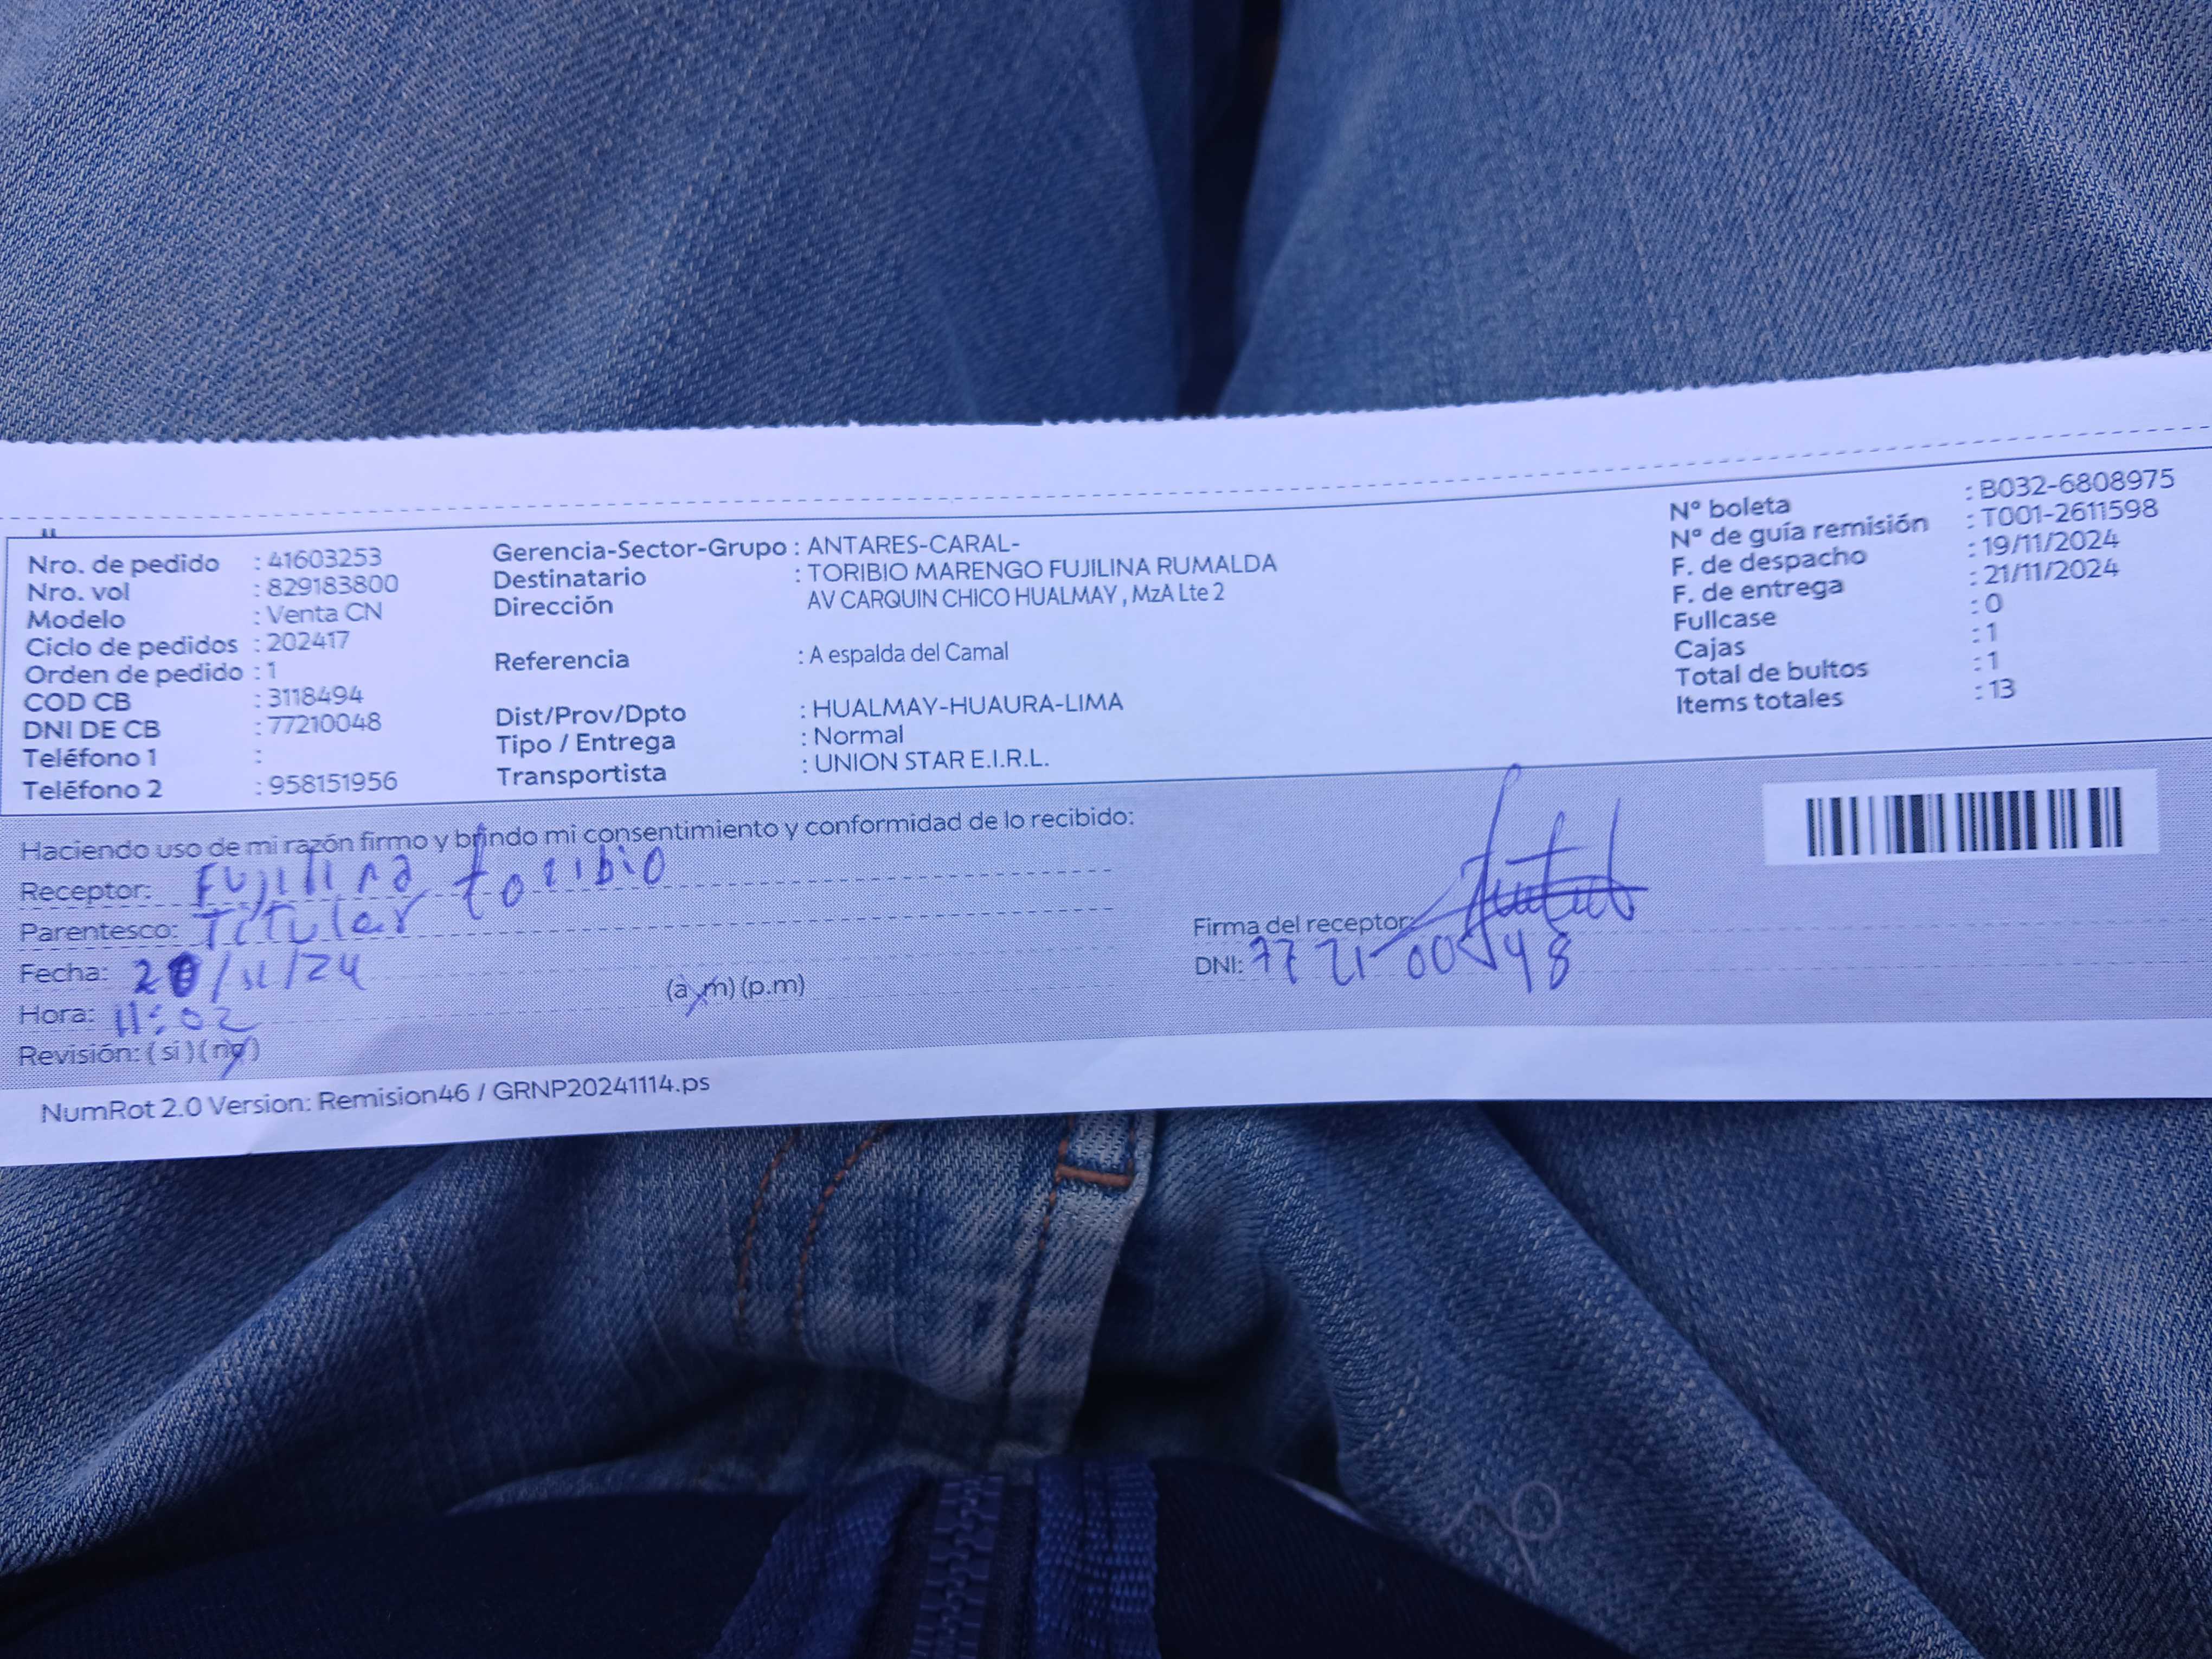 Nro. de pedido : 41603253
Nro. vol : 829183800
Modelo : Venta CN
Ciclo de pedidos : 202417
Orden de pedido : 1
COD CB : 3118494
DNI DE CB : 77210048
Teléfono 1 :
Teléfono 2 : 958151956
Gerencia-Sector-Grupo : ANTARES-CARAL-
Destinatario : TORIBIO MARENGO FUJILINA RUMALDA
Dirección AV CARQUIN CHICO HUALMAY , MzA Lte 2
Referencia : A espalda del Camal
Dist/Prov/Dpto : HUALMAY-HUAURA-LIMA
Tipo / Entrega : Normal
Transportista : UNION STAR E.I.R.L.
N° boleta : B032-6808975
N° de guía remisión : T001-2611598
F. de despacho : 19/11/2024
F. de entrega : 21/11/2024
Fullcase : 0
Cajas : 1
Total de bultos : 1
Items totales : 13
Haciendo uso de mi razón firmo y brindo mi consentimiento y conformidad de lo recibido:
Receptor: Fujilina toribio
Parentesco: Titular
Fecha: 20/11/24
Hora: 11:02 (a.m) (p.m)
Revisión: (si) (no)
Firma del receptor:
DNI: 77210048
NumRot 2.0 Version: Remision46 / GRNP20241114.ps